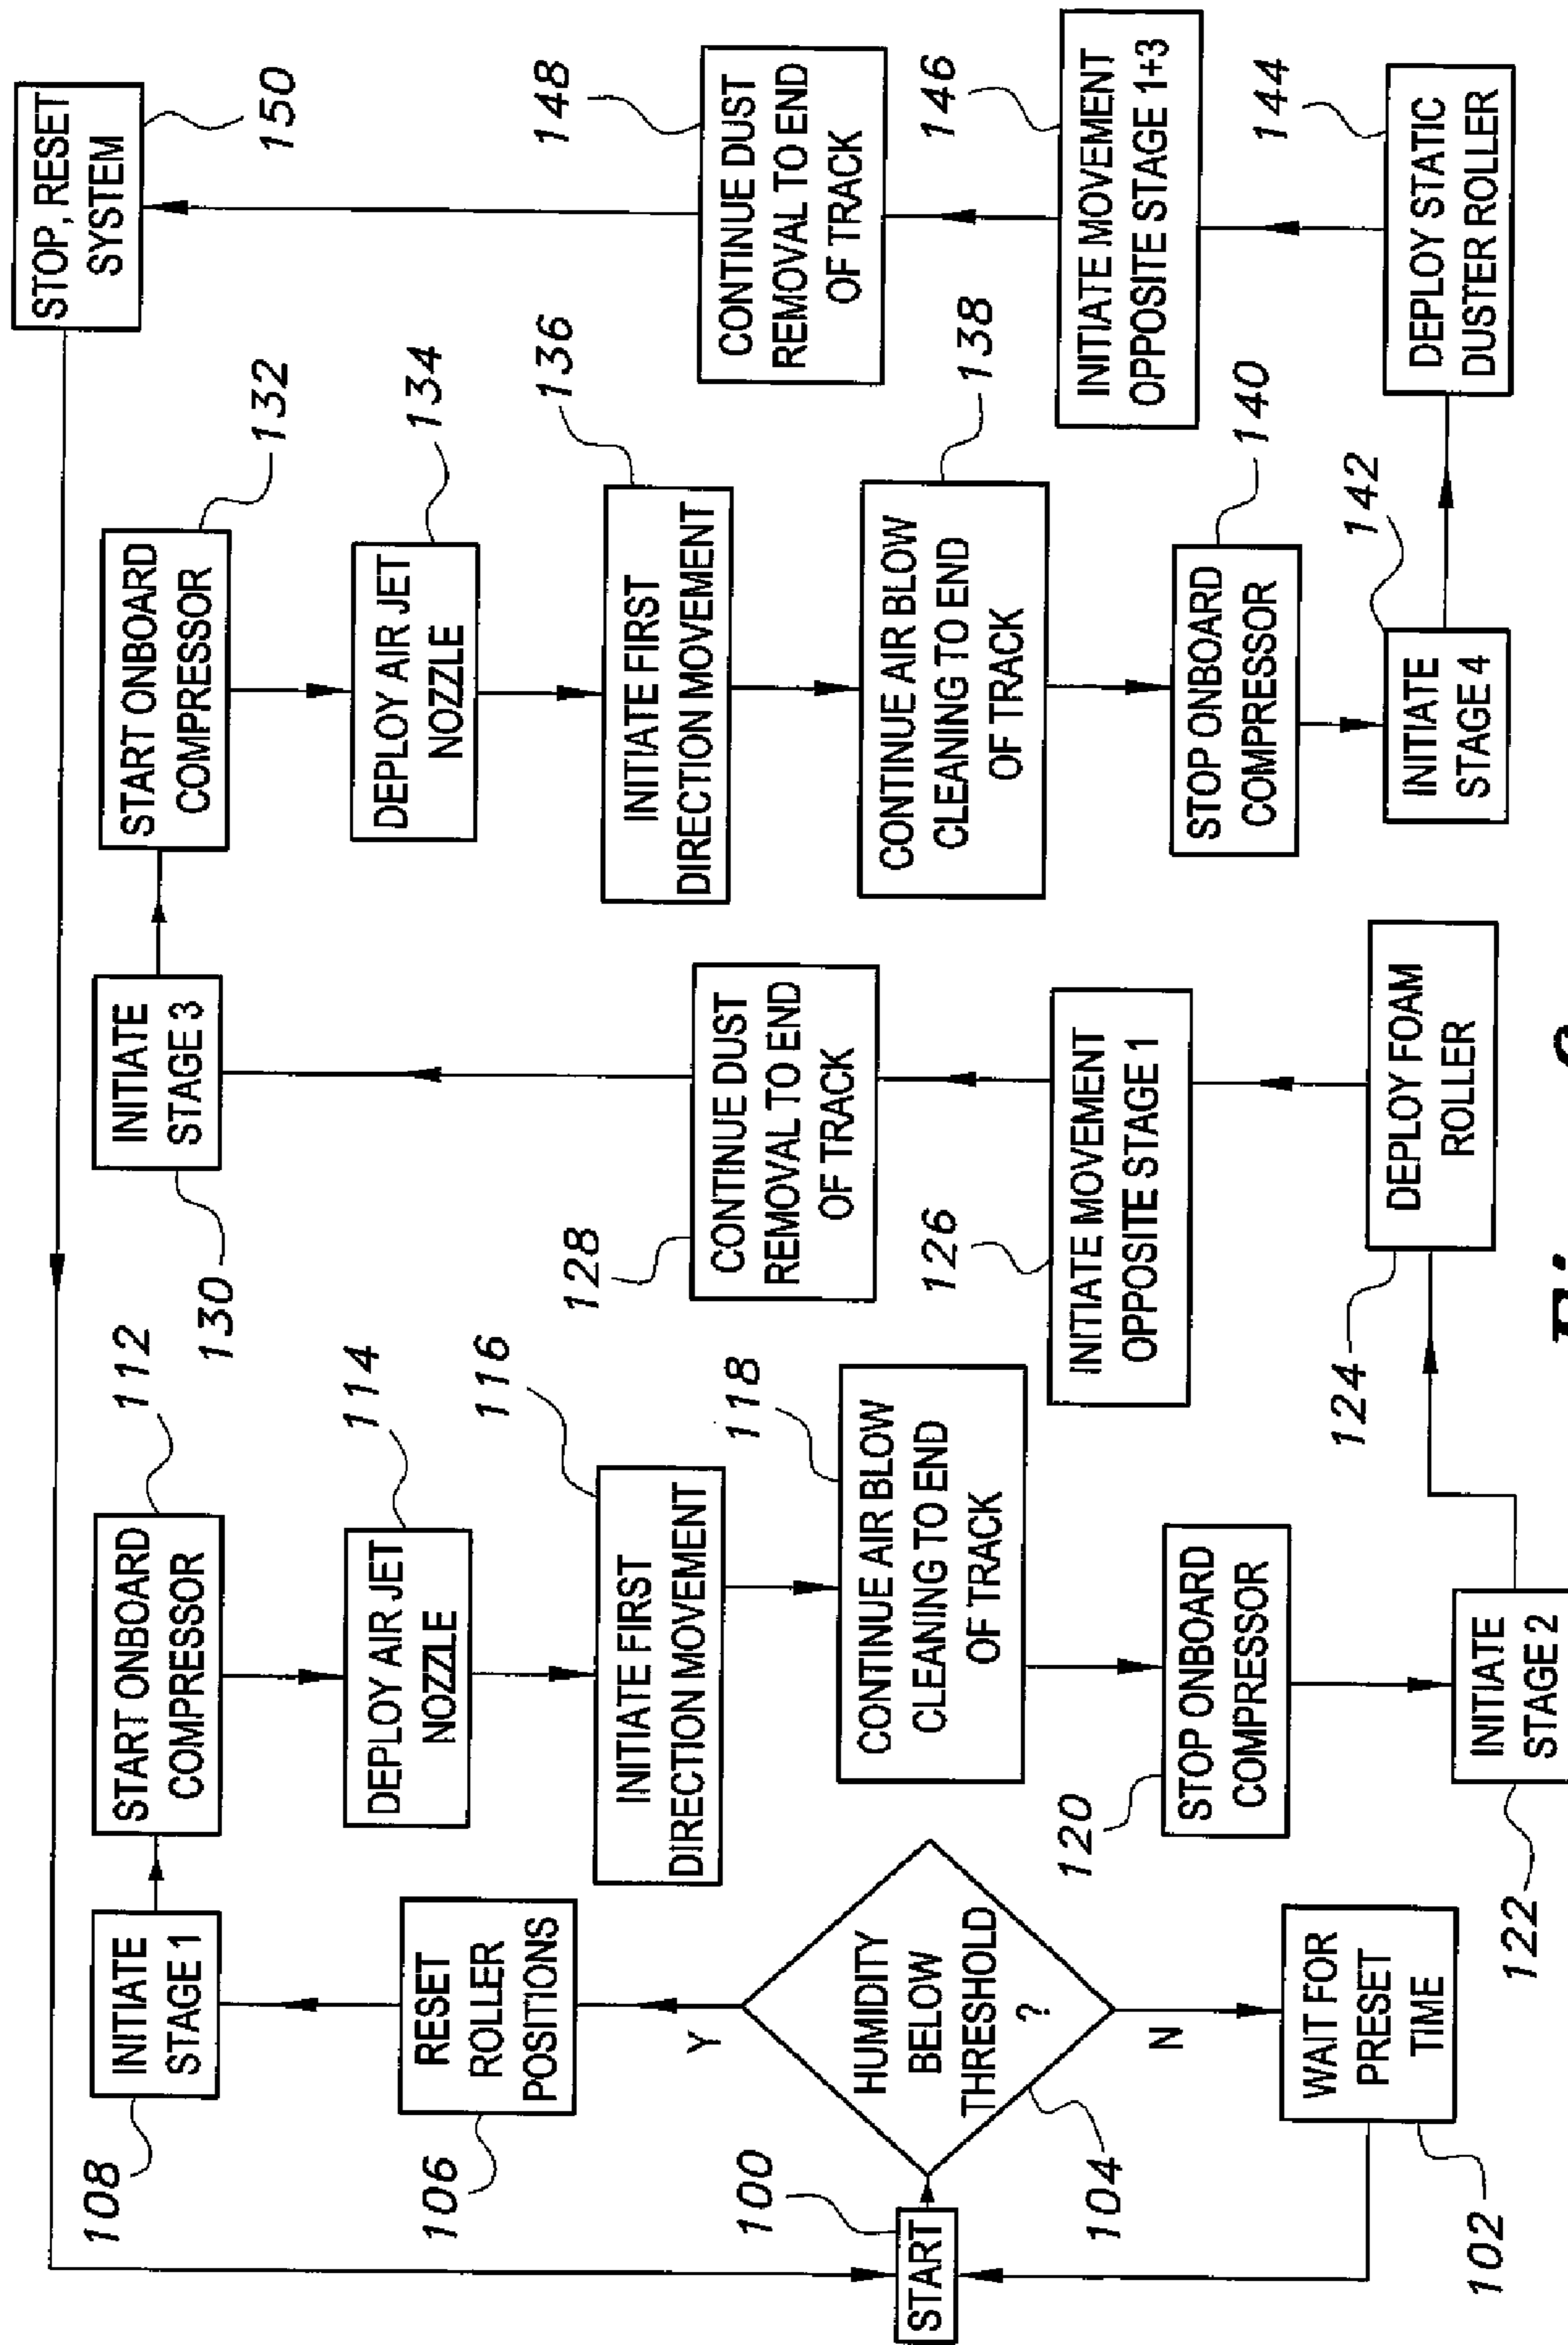 START
100
HUMIDITY
BELOW
THRESHOLD
?
104
Y
N
WAIT FOR
PRESET
TIME
102
RESET
ROLLER
POSITIONS
106
INITIATE
STAGE 1
108
START ONBOARD
COMPRESSOR
112
DEPLOY AIR JET
NOZZLE
114
INITIATE FIRST
DIRECTION MOVEMENT
116
CONTINUE AIR BLOW
CLEANING TO END
OF TRACK
118
STOP ONBOARD
COMPRESSOR
120
INITIATE
STAGE 2
122
DEPLOY FOAM
ROLLER
124
INITIATE MOVEMENT
OPPOSITE STAGE 1
126
CONTINUE DUST
REMOVAL TO END
OF TRACK
128
INITIATE
STAGE 3
130
START ONBOARD
COMPRESSOR
132
DEPLOY AIR JET
NOZZLE
134
INITIATE FIRST
DIRECTION MOVEMENT
136
CONTINUE AIR BLOW
CLEANING TO END
OF TRACK
138
STOP ONBOARD
COMPRESSOR
140
INITIATE
STAGE 4
142
DEPLOY STATIC
DUSTER ROLLER
144
INITIATE MOVEMENT
OPPOSITE STAGE 1+3
146
CONTINUE DUST
REMOVAL TO END
OF TRACK
148
STOP, RESET
SYSTEM
150